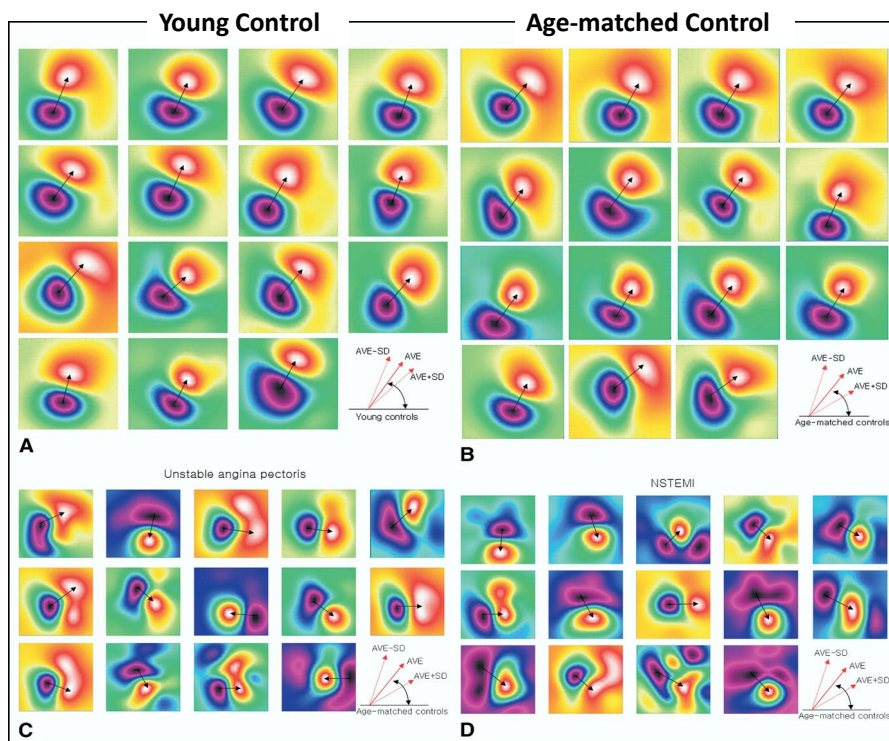 Young Control
Age-matched Control
AVE-SD
AVE
AVE+SD
Young controls
A
AVE-SD
AVE
AVE+SD
Age-matched controls
B
Unstable angina pectoris
NSTEMI
AVE-SD
AVE
AVE+SD
Age-matched controls
C
AVE-SD
AVE
AVE+SD
Age-matched controls
D